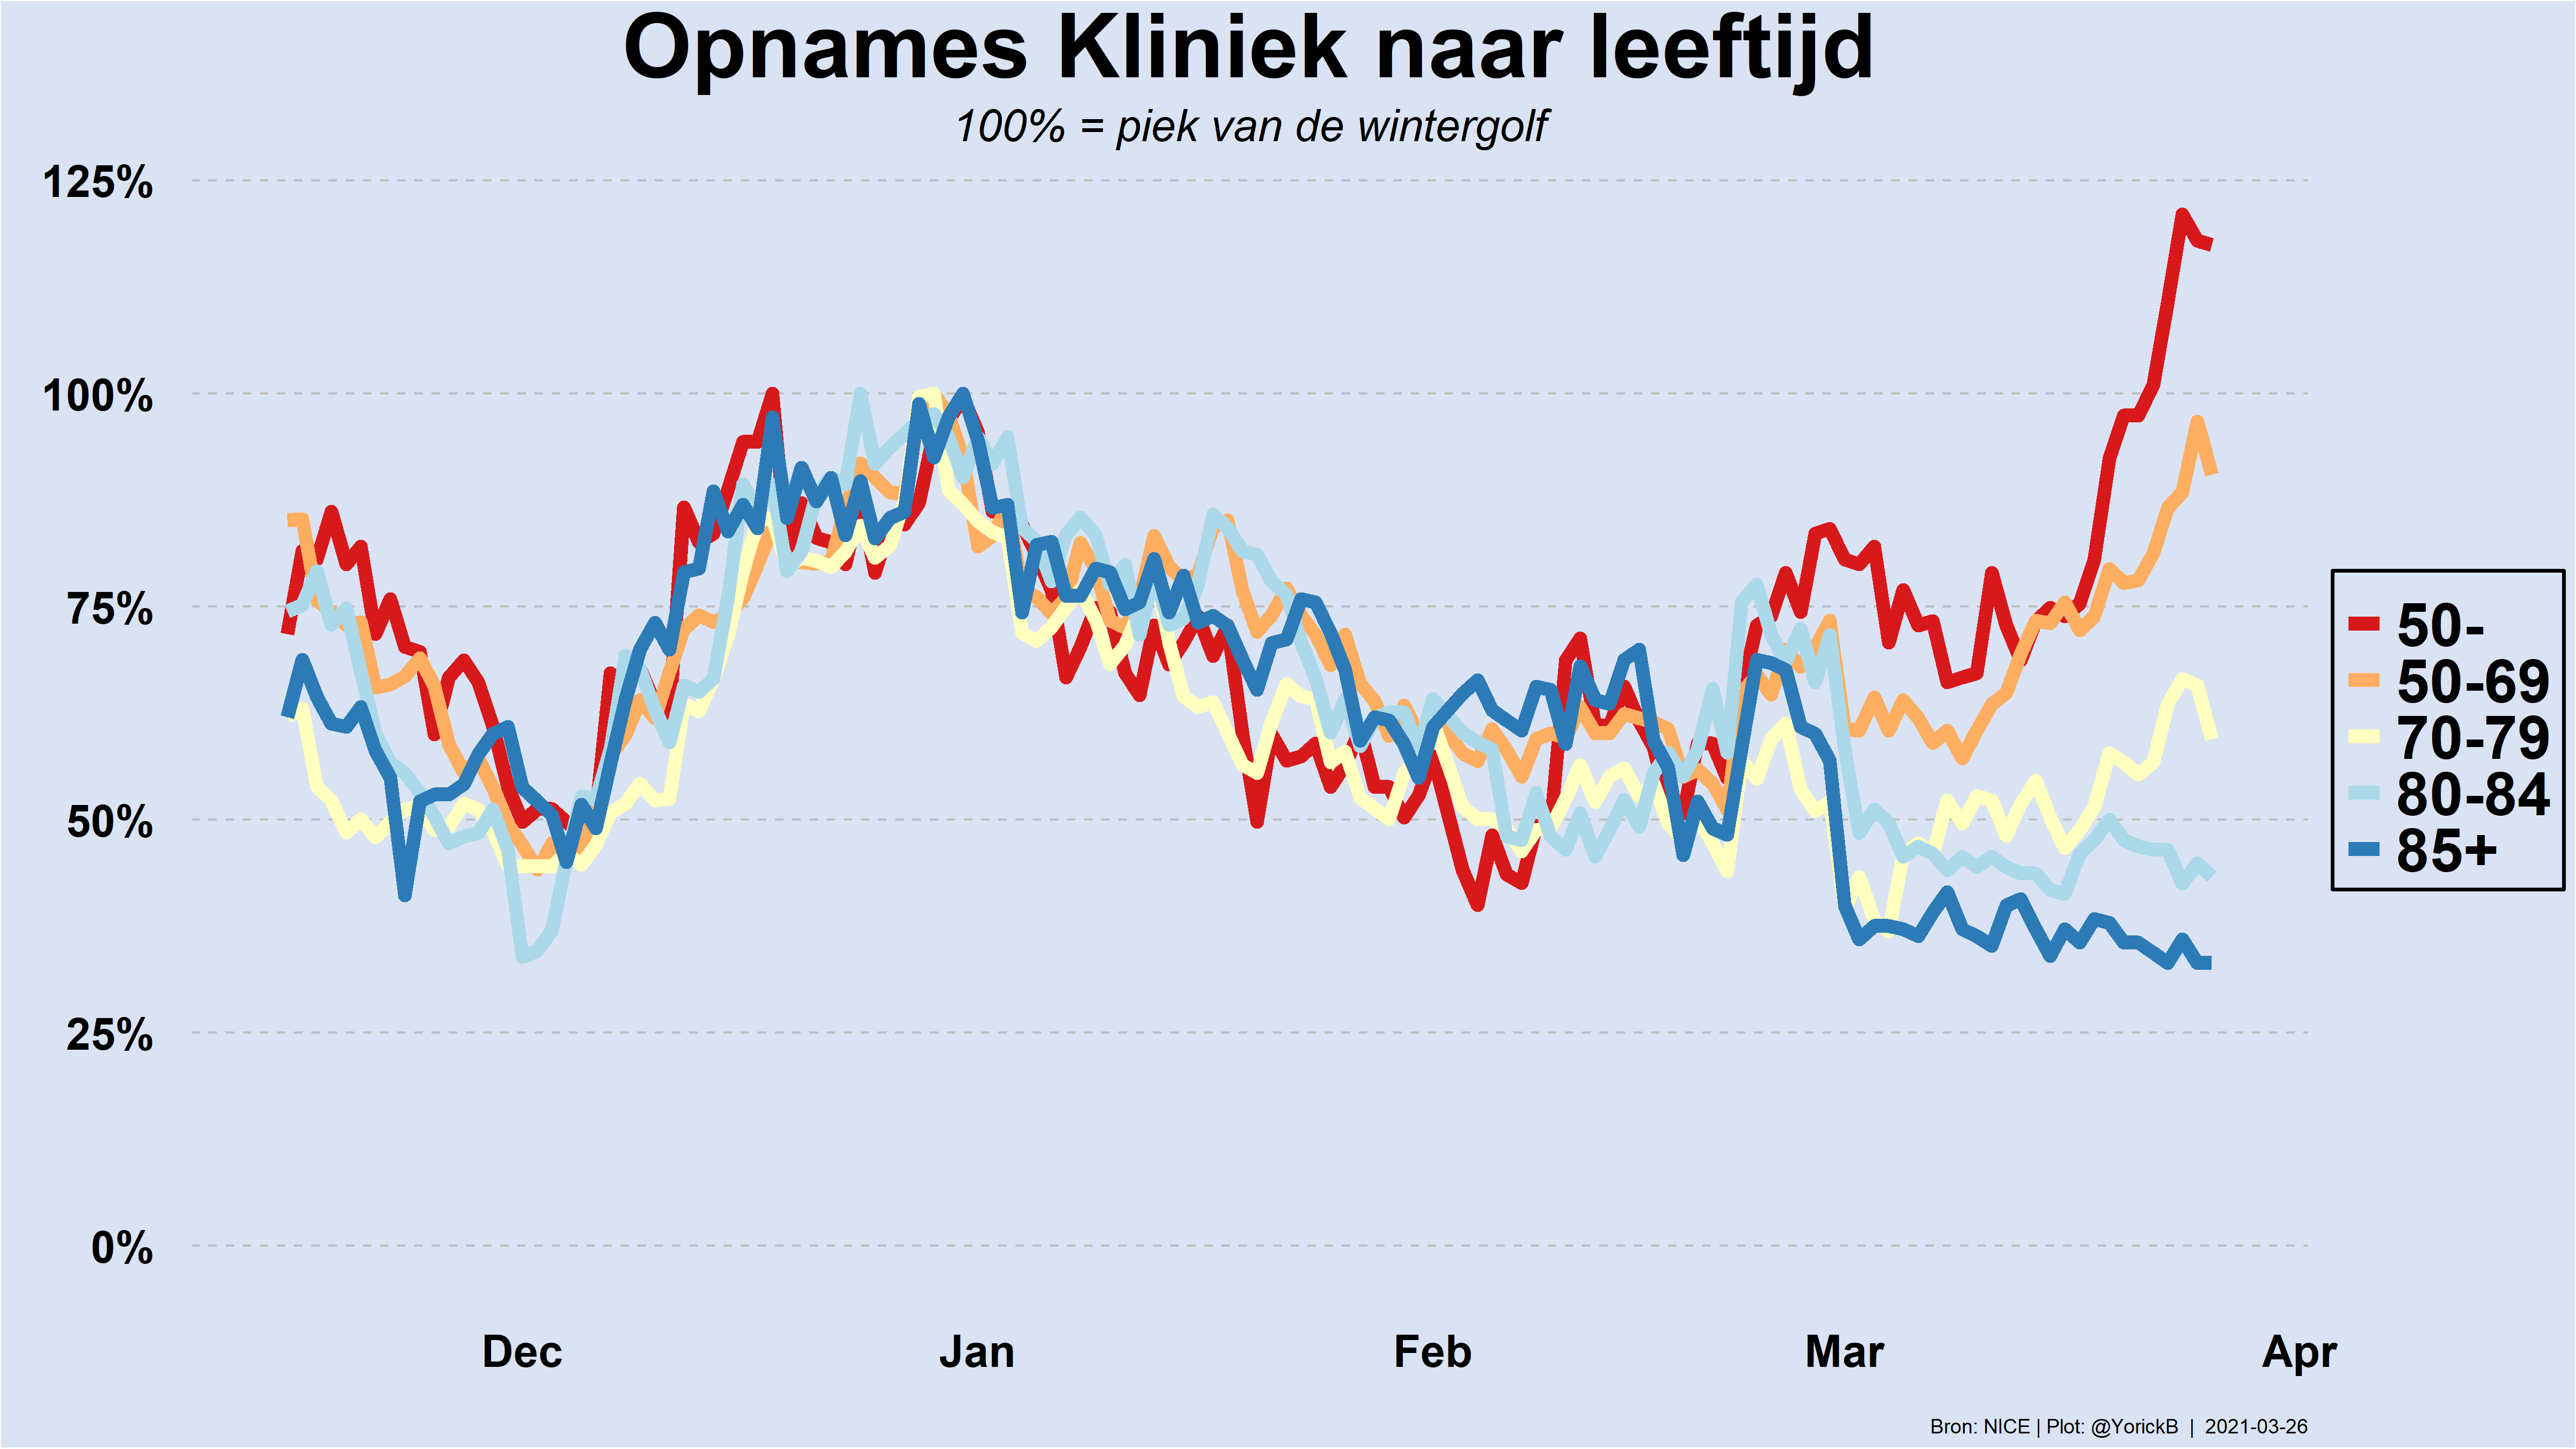 Opnames Kliniek naar leeftijd
100% = piek van de wintergolf
125%
100%
75%
50%
25%
0%
50-
50-69
70-79
80-84
85+
Dec Jan Feb Mar Apr
Bron: NICE | Plot: @YorickB | 2021-03-26